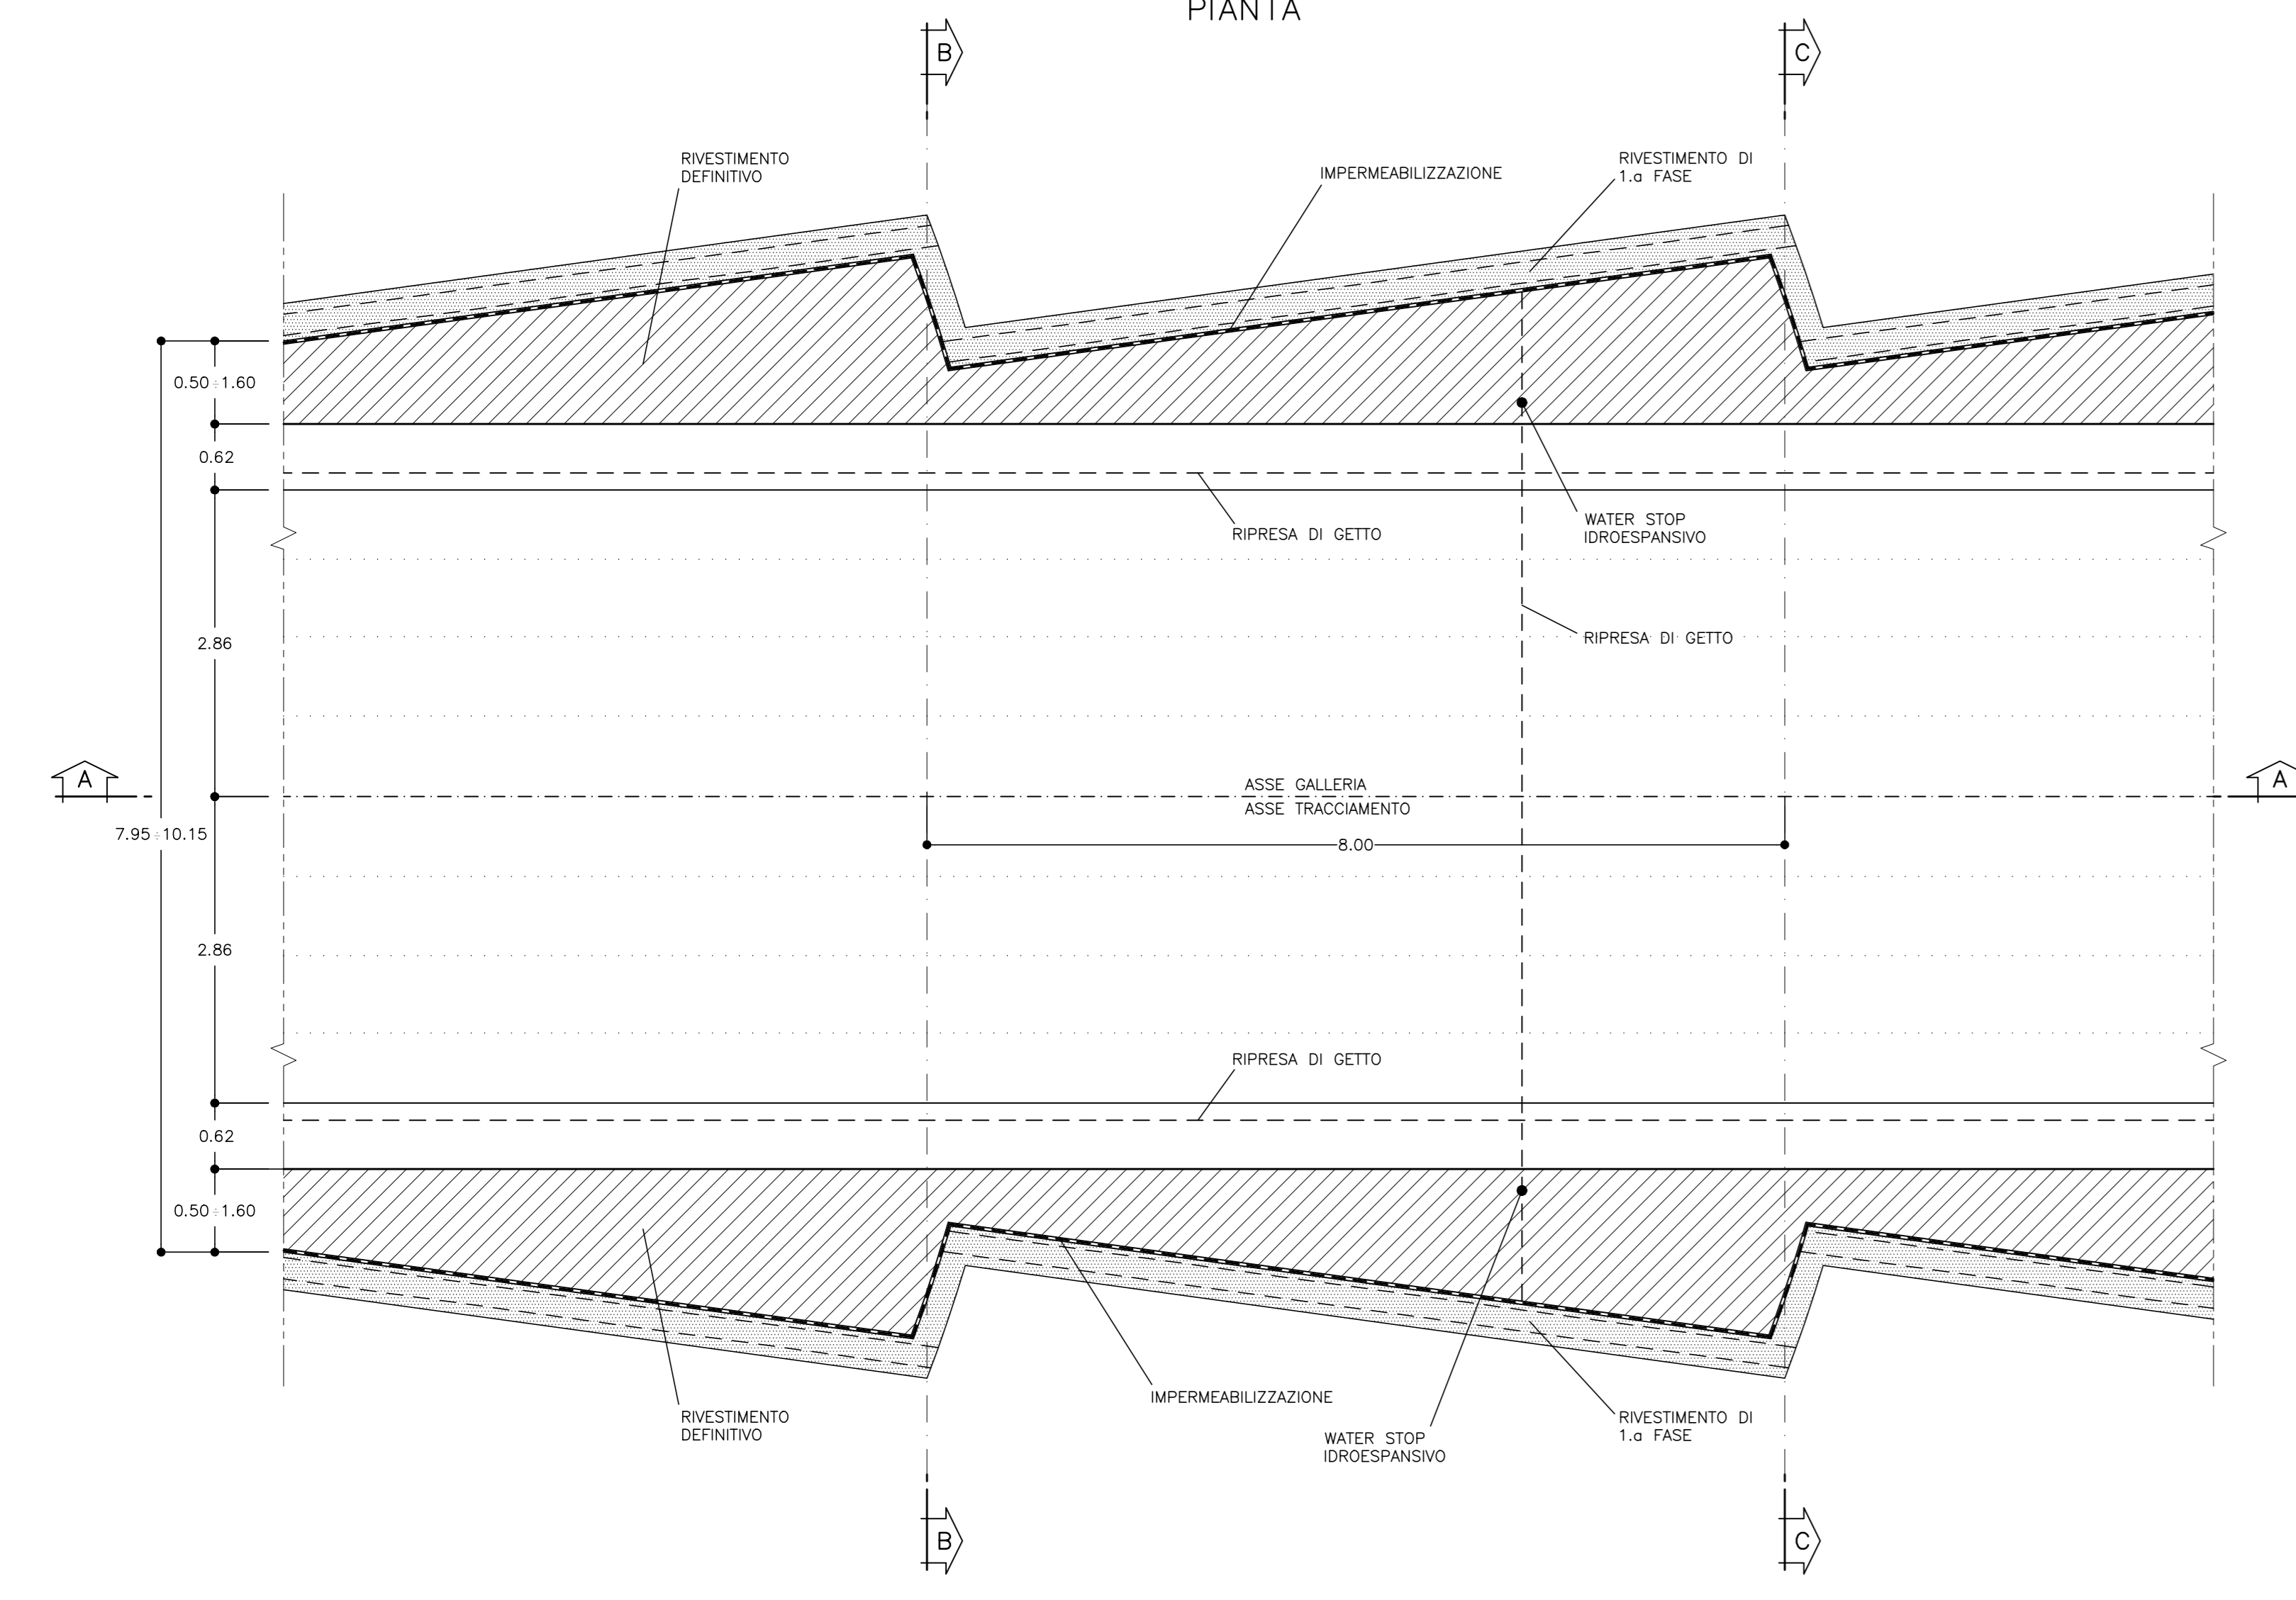 PIANTA
B
C
RIVESTIMENTO
DEFINITIVO
IMPERMEABILIZZAZIONE
RIVESTIMENTO DI
1.a FASE
0.50÷1.60
0.62
RIPRESA DI GETTO
WATER STOP
IDROESPANSIVO
2.86
RIPRESA DI GETTO
A
ASSE GALLERIA
A
ASSE TRACCIAMENTO
7.95÷10.15
8.00
2.86
RIPRESA DI GETTO
0.62
0.50÷1.60
IMPERMEABILIZZAZIONE
RIVESTIMENTO
DEFINITIVO
WATER STOP
IDROESPANSIVO
RIVESTIMENTO DI
1.a FASE
B
C